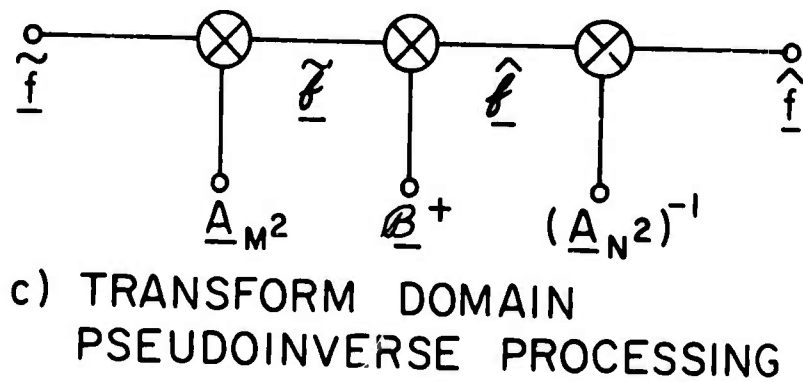 f̃ 𝒻̃ 𝒻̂ f̂
A_M² ℬ⁺ (A_N²)⁻¹
c) TRANSFORM DOMAIN
PSEUDOINVERSE PROCESSING